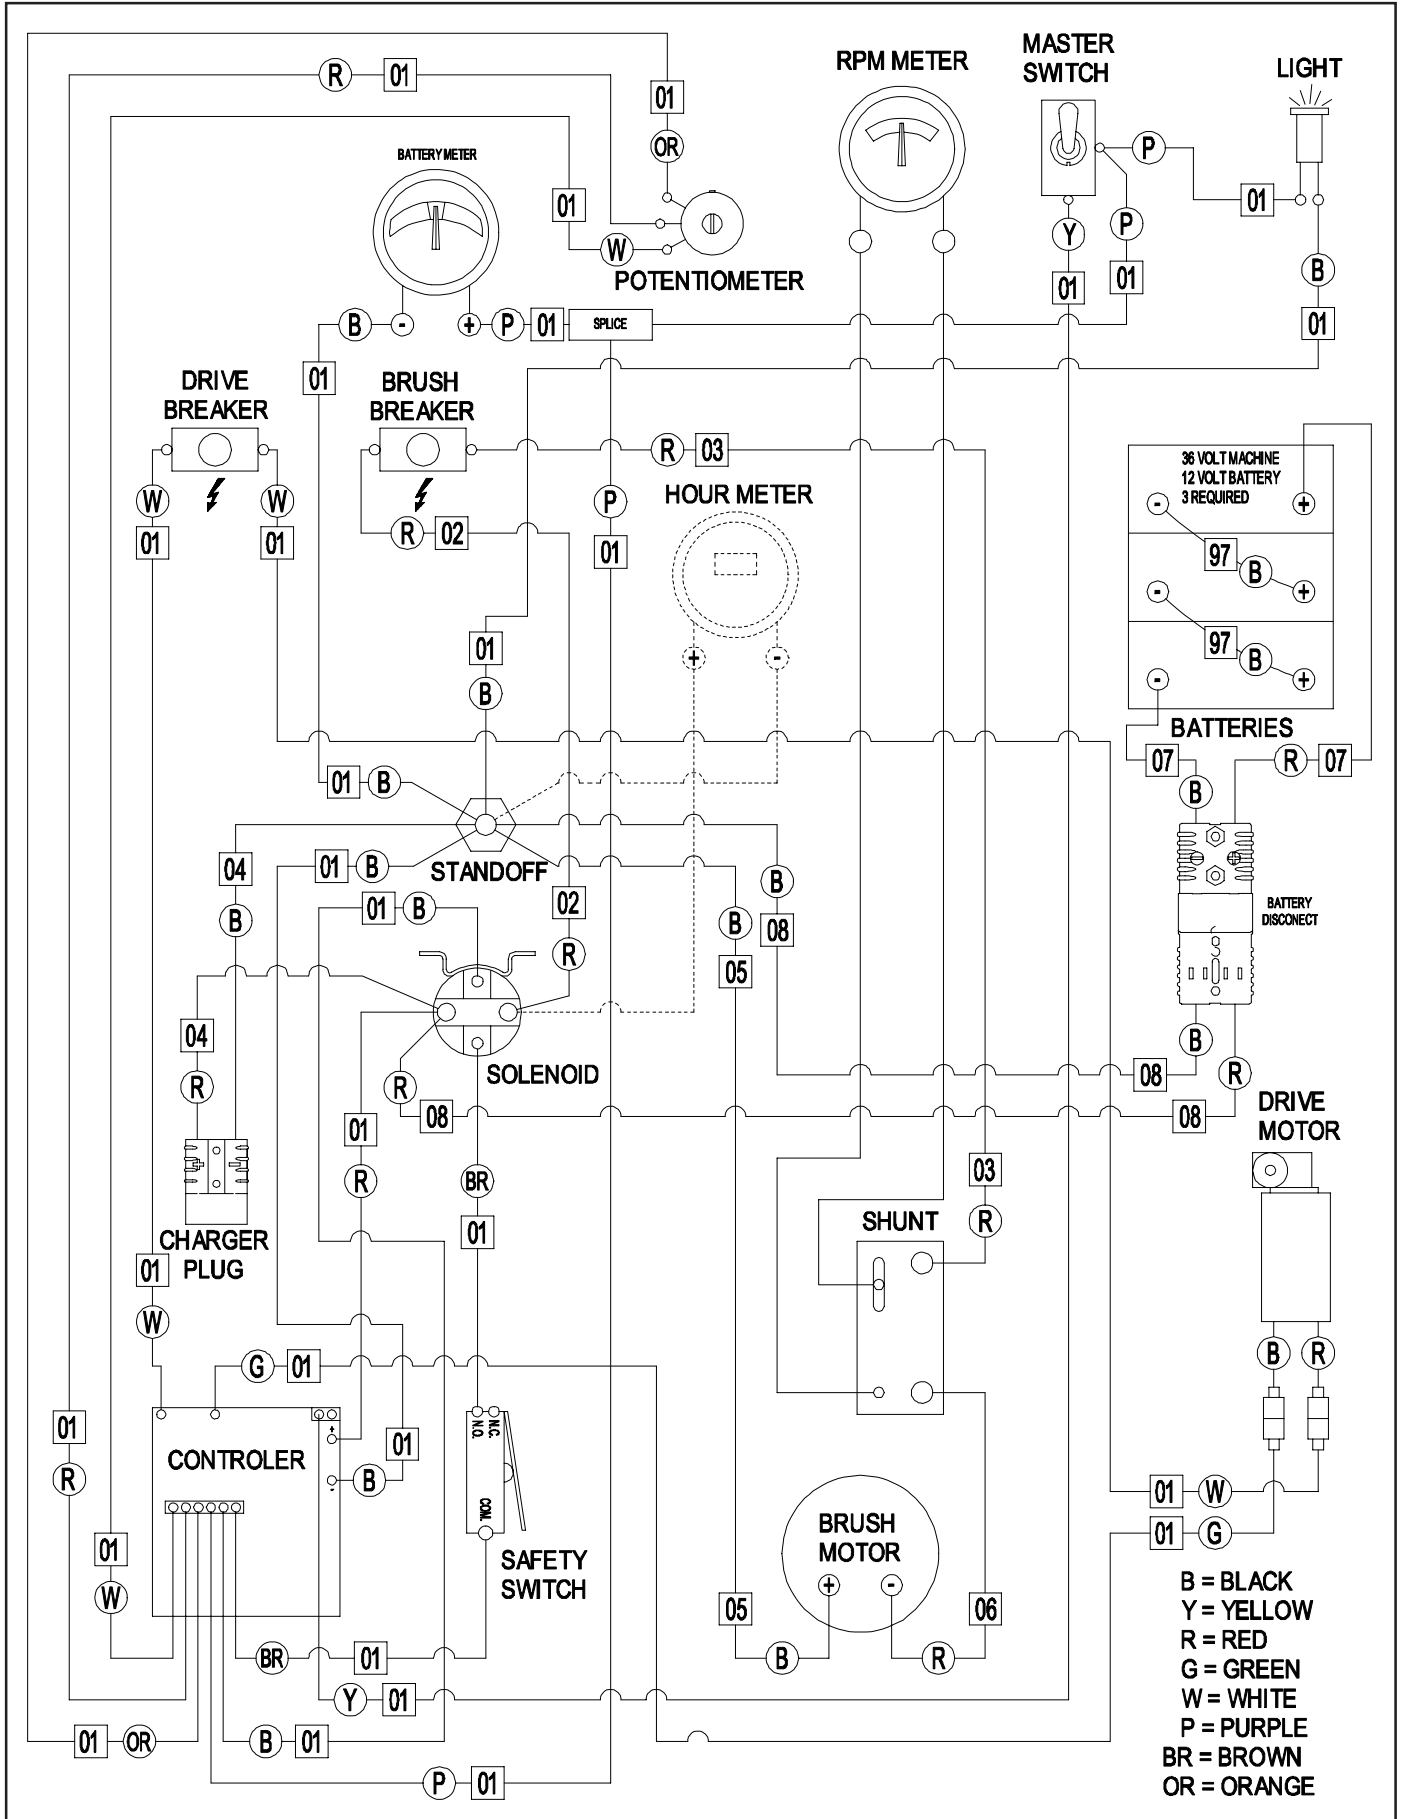 MASTER
SWITCH
RPM METER
LIGHT
R 01
01
OR
BATTERY METER
01
W
POTENTIOMETER
P
01
Y
P
01
01
B
01
B - + P 01 SPLICE
01
DRIVE
BREAKER
BRUSH
BREAKER
R 03
W W
01 01
R 02
P
01
HOUR METER
+ -
36 VOLT MACHINE
12 VOLT BATTERY
3 REQUIRED
- +
97 B
- +
97 B
- +
BATTERIES
01
B
07 R 07
B
01 B
STANDOFF
04
B
01 B
01 B
02
R
B
05
B
08
BATTERY
DISCONECT
04
R
SOLENOID
R
08
01
R
BR
01
B
08 R
08
DRIVE
MOTOR
03
R
CHARGER
PLUG
SHUNT
01
W
G 01
B R
01
R
CONTROLER
+
-
01
B
N.O. N.C.
COM.
SAFETY
SWITCH
01
W
BRUSH
MOTOR
+ -
01 W
01 G
05
B
06
R
BR 01
Y 01
01 OR
B 01
P 01
B = BLACK
Y = YELLOW
R = RED
G = GREEN
W = WHITE
P = PURPLE
BR = BROWN
OR = ORANGE